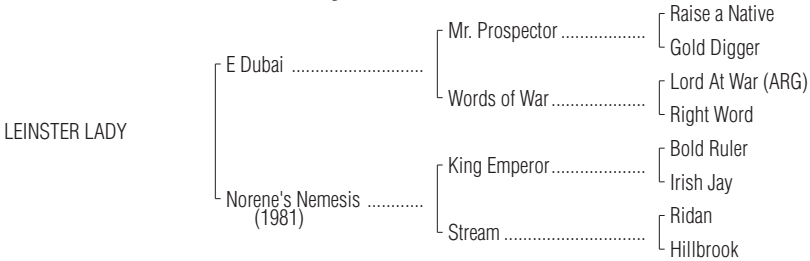 Raise a Native
Mr. Prospector ..................
Gold Digger
E Dubai ............................
Lord At War (ARG)
Words of War....................
Right Word
LEINSTER LADY
Bold Ruler
King Emperor....................
Irish Jay
Norene's Nemesis ............
(1981)
Ridan
Stream ..............................
Hillbrook